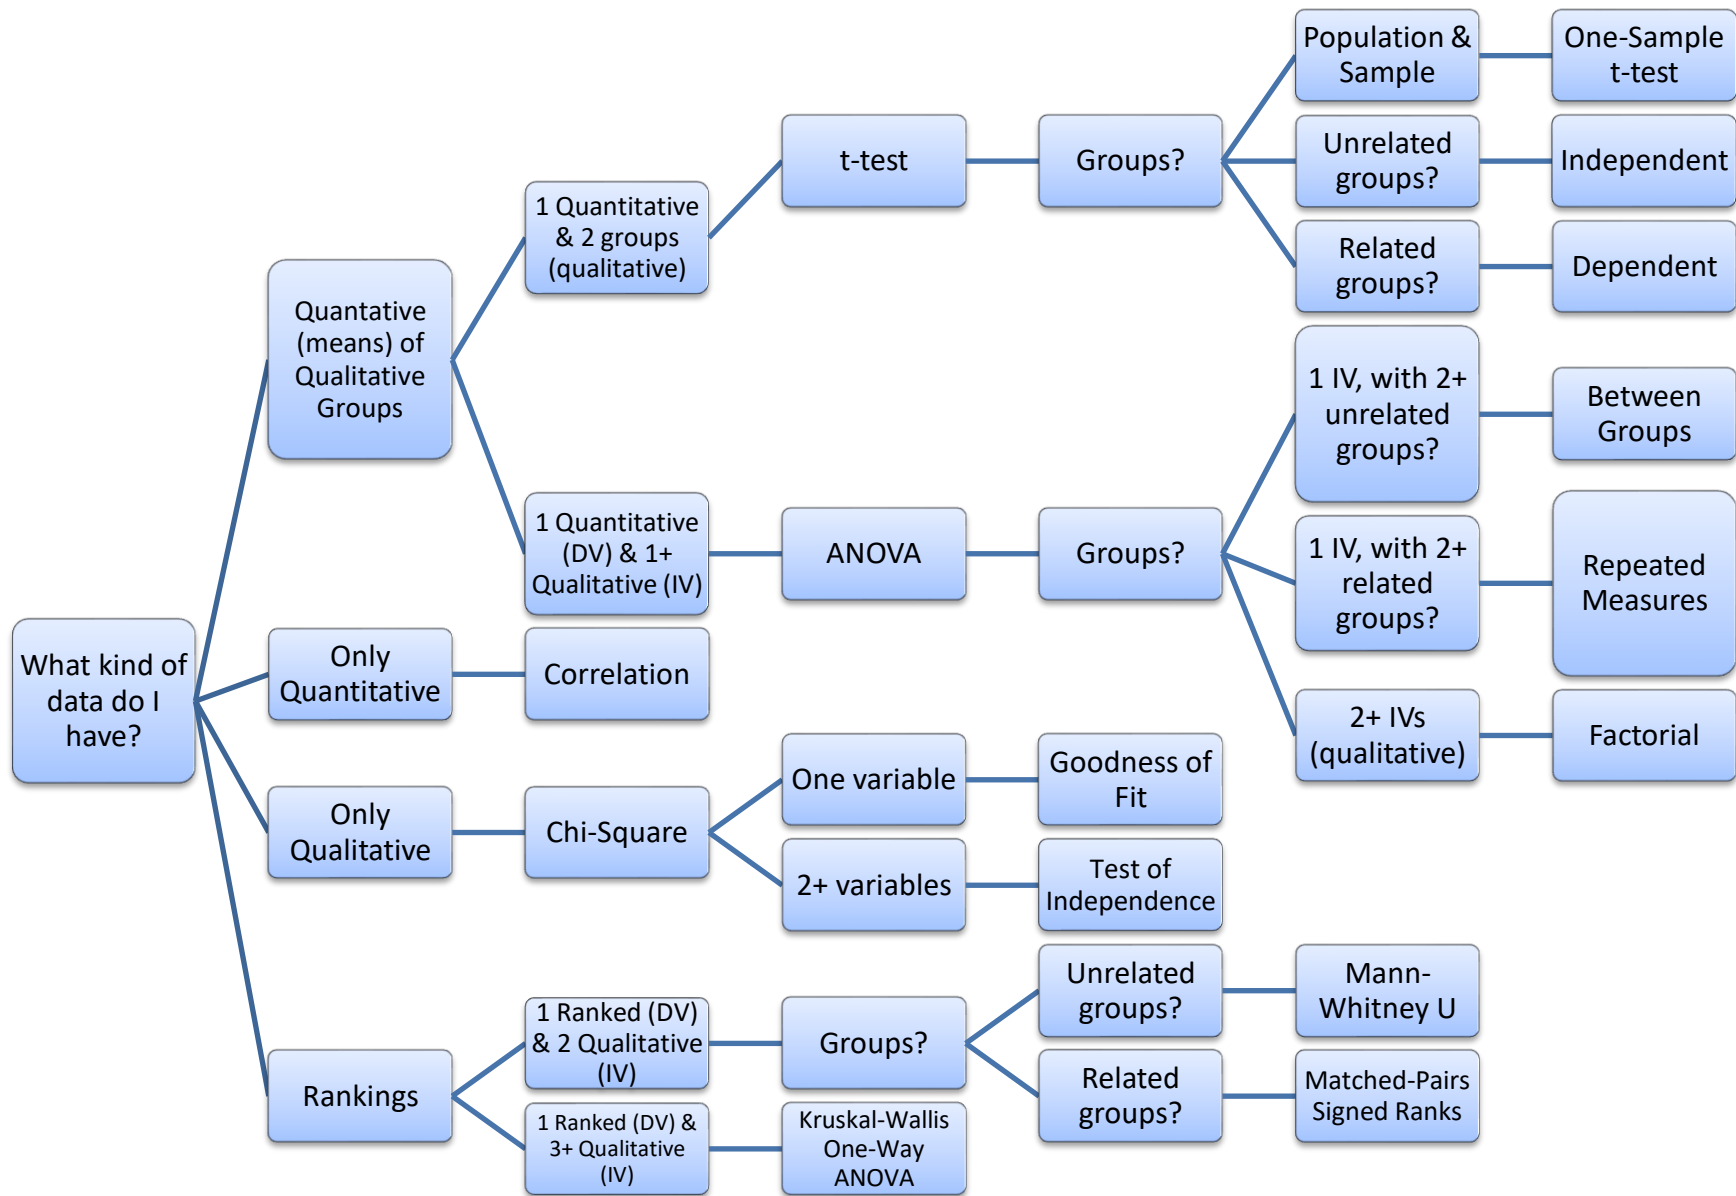 What kind of
data do I
have?
Quantative
(means) of
Qualitative
Groups
1 Quantitative
& 2 groups
(qualitative)
t-test
Groups?
Population &
Sample
One-Sample
t-test
Unrelated
groups?
Independent
Related
groups?
Dependent
1 Quantitative
(DV) & 1+
Qualitative (IV)
ANOVA
Groups?
1 IV, with 2+
unrelated
groups?
Between
Groups
1 IV, with 2+
related
groups?
Repeated
Measures
2+ IVs
(qualitative)
Factorial
Only
Quantitative
Correlation
Only
Qualitative
Chi-Square
One variable
Goodness of
Fit
2+ variables
Test of
Independence
Rankings
1 Ranked (DV)
& 2 Qualitative
(IV)
Groups?
Unrelated
groups?
Mann-
Whitney U
Related
groups?
Matched-Pairs
Signed Ranks
1 Ranked (DV) &
3+ Qualitative
(IV)
Kruskal-Wallis
One-Way
ANOVA